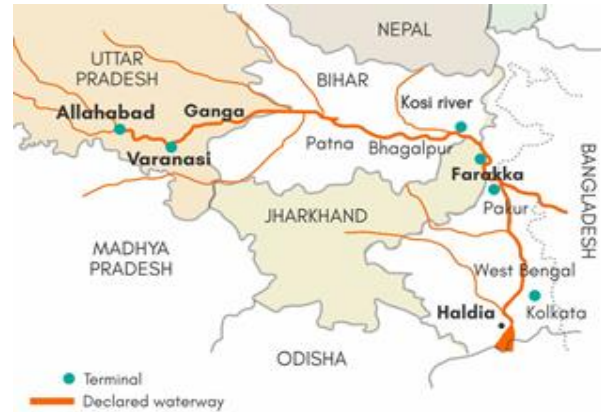 NEPAL
UTTAR
PRADESH
BIHAR
Allahabad
Ganga
Kosi river
Varanasi
Patna
Bhagalpur
Farakka
Pakur
BANGLADESH
JHARKHAND
MADHYA
PRADESH
West Bengal
Haldia
Kolkata
ODISHA
Terminal
Declared waterway